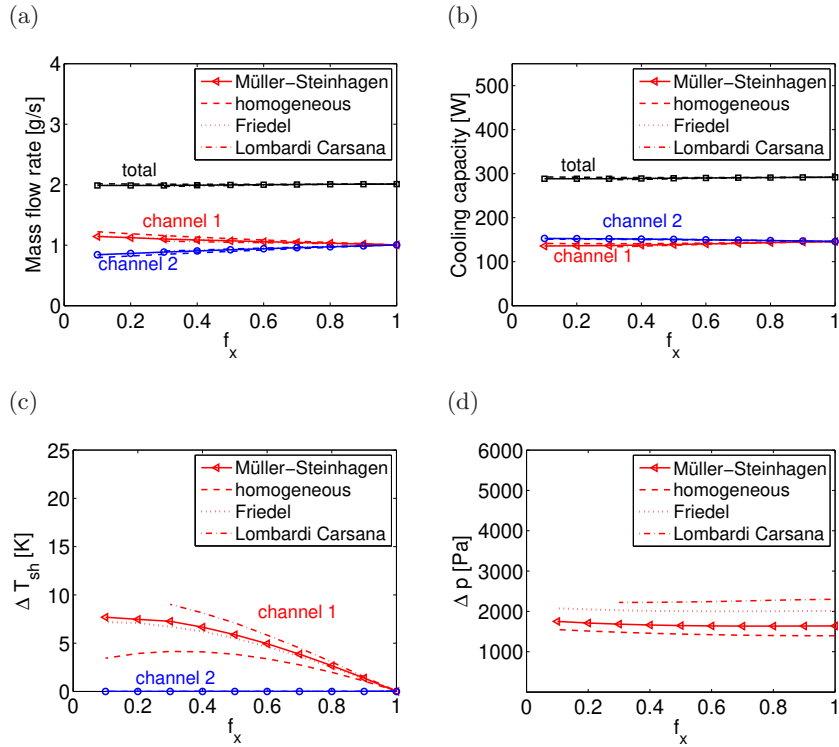 (a)
Mass flow rate [g/s]
4
3
2
1
0
0
0.2
0.4
0.6
0.8
1
f_x
Müller−Steinhagen
homogeneous
Friedel
Lombardi Carsana
total
channel 1
channel 2
(b)
Cooling capacity [W]
500
400
300
200
100
0
0
0.2
0.4
0.6
0.8
1
f_x
Müller−Steinhagen
homogeneous
Friedel
Lombardi Carsana
total
channel 2
channel 1
(c)
Δ T_sh [K]
25
20
15
10
5
0
0
0.2
0.4
0.6
0.8
1
f_x
Müller−Steinhagen
homogeneous
Friedel
Lombardi Carsana
channel 1
channel 2
(d)
Δ p [Pa]
6000
5000
4000
3000
2000
1000
0
0.2
0.4
0.6
0.8
1
f_x
Müller−Steinhagen
homogeneous
Friedel
Lombardi Carsana